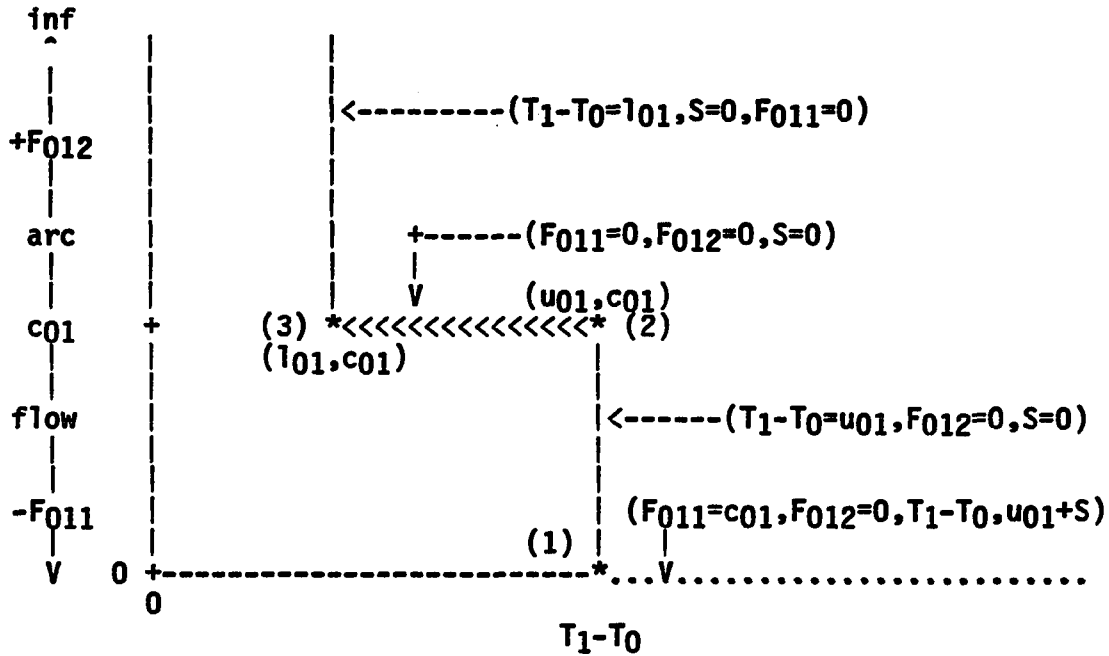 inf
<----------(T1-T0=l01,S=0,F011=0)
+F012
arc +------(F011=0,F012=0,S=0)
V (u01,c01)
c01 + (3) *<<<<<<<<<<<<<<<* (2)
(l01,c01)
flow <------(T1-T0=u01,F012=0,S=0)
-F011 (F011=c01,F012=0,T1-T0,u01+S)
(1)
V 0 +-----------------------------*...V.......................
0
T1-T0